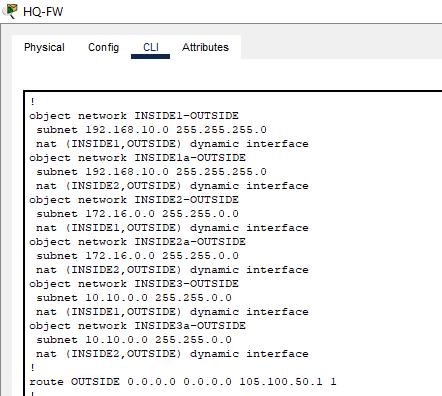 HQ-FW
Physical Config CLI Attributes
!
object network INSIDE1-OUTSIDE
subnet 192.168.10.0 255.255.255.0
nat (INSIDE1,OUTSIDE) dynamic interface
object network INSIDE1a-OUTSIDE
subnet 192.168.10.0 255.255.255.0
nat (INSIDE2,OUTSIDE) dynamic interface
object network INSIDE2-OUTSIDE
subnet 172.16.0.0 255.255.0.0
nat (INSIDE1,OUTSIDE) dynamic interface
object network INSIDE2a-OUTSIDE
subnet 172.16.0.0 255.255.0.0
nat (INSIDE2,OUTSIDE) dynamic interface
object network INSIDE3-OUTSIDE
subnet 10.10.0.0 255.255.0.0
nat (INSIDE1,OUTSIDE) dynamic interface
object network INSIDE3a-OUTSIDE
subnet 10.10.0.0 255.255.0.0
nat (INSIDE2,OUTSIDE) dynamic interface
!
route OUTSIDE 0.0.0.0 0.0.0.0 105.100.50.1 1
!